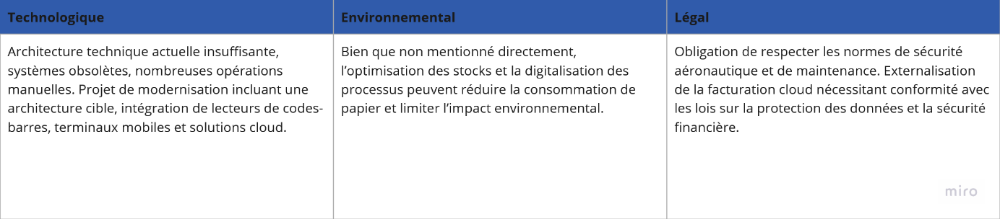 Technologique
Environnemental
Légal
Architecture technique actuelle insuffisante,
systèmes obsolètes, nombreuses opérations
manuelles. Projet de modernisation incluant une
architecture cible, intégration de lecteurs de codes-
barres, terminaux mobiles et solutions cloud.
Bien que non mentionné directement,
l’optimisation des stocks et la digitalisation des
processus peuvent réduire la consommation de
papier et limiter l’impact environnemental.
Obligation de respecter les normes de sécurité
aéronautique et de maintenance. Externalisation
de la facturation cloud nécessitant conformité avec
les lois sur la protection des données et la sécurité
financière.
miro